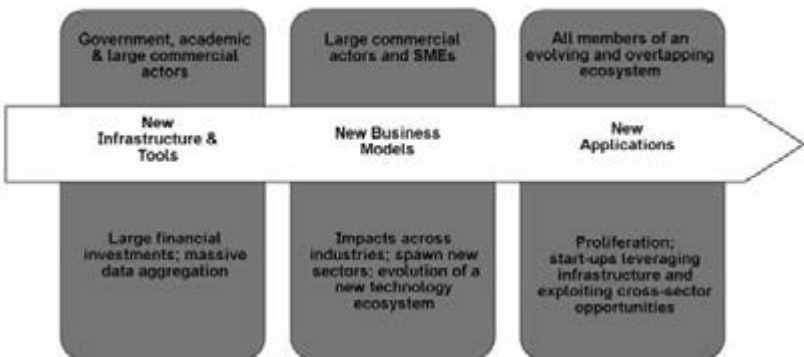 Government, academic
& large commercial
actors
Large commercial
actors and SMEs
All members of an
evolving and overlapping
ecosystem
New
Infrastructure &
Tools
New Business
Models
New
Applications
Large financial
investments; massive
data aggregation
Impacts across
industries; spawn new
sectors; evolution of a
new technology
ecosystem
Proliferation;
start-ups leveraging
infrastructure and
exploiting cross-sector
opportunities